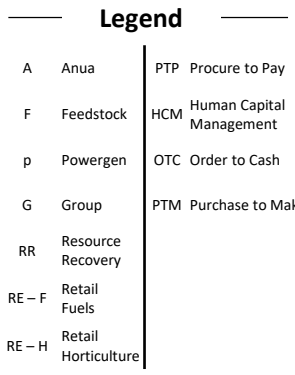 Legend
A Anua
F Feedstock
p Powergen
G Group
RR Resource
Recovery
RE – F Retail
Fuels
RE – H Retail
Horticulture
PTP Procure to Pay
HCM Human Capital
Management
OTC Order to Cash
PTM Purchase to Mak